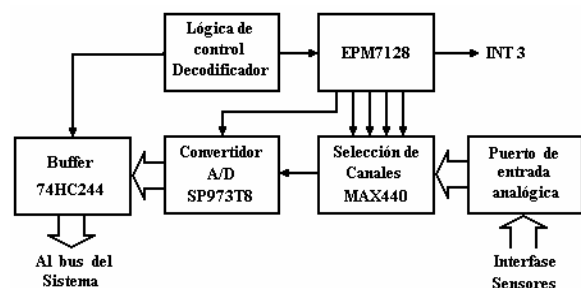 Lógica de
control
Decodificador
EPM7128
INT 3
Buffer
74HC244
Convertidor
A/D
SP973T8
Selección de
Canales
MAX440
Puerto de
entrada
analógica
Al bus del
Sistema
Interfase
Sensores